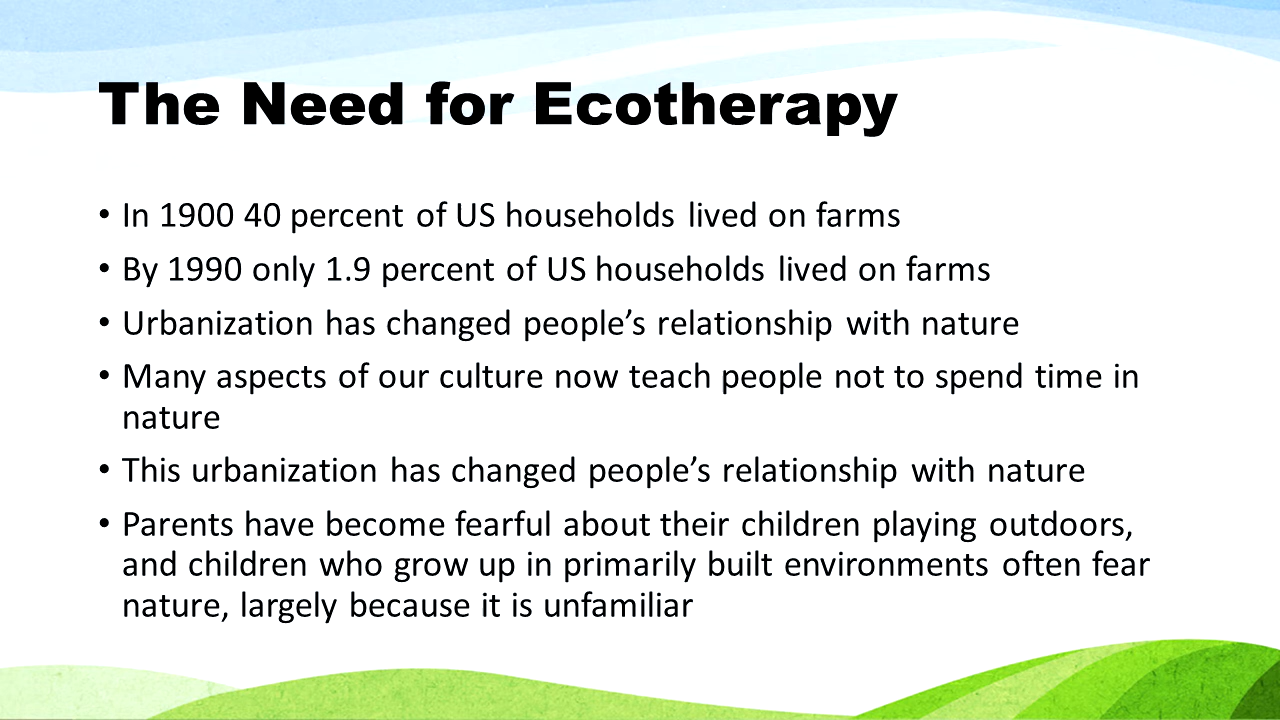 The Need for Ecotherapy
• In 1900 40 percent of US households lived on farms
• By 1990 only 1.9 percent of US households lived on farms
• Urbanization has changed people’s relationship with nature
• Many aspects of our culture now teach people not to spend time in
nature
• This urbanization has changed people’s relationship with nature
• Parents have become fearful about their children playing outdoors,
and children who grow up in primarily built environments often fear
nature, largely because it is unfamiliar